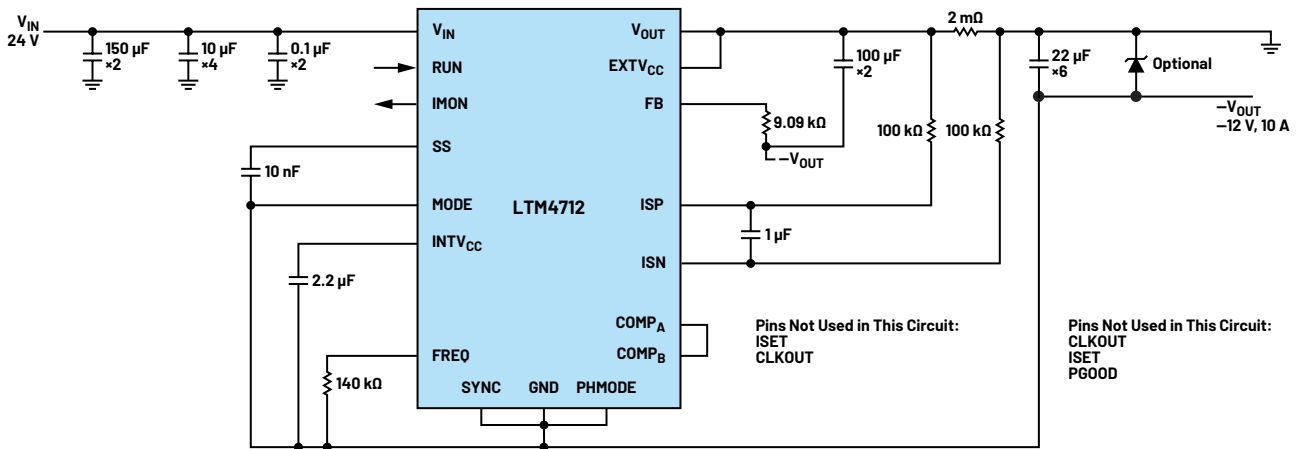 VIN
24 V
150 µF
×2
10 µF
×4
0.1 µF
×2
VIN
RUN
IMON
SS
MODE
INTVCC
FREQ
10 nF
2.2 µF
140 kΩ
LTM4712
SYNC GND PHMODE
VOUT
EXTVCC
FB
ISP
ISN
COMPA
COMPB
100 µF
×2
9.09 kΩ
−VOUT
100 kΩ
100 kΩ
1 µF
2 mΩ
22 µF
×6
Optional
−VOUT
−12 V, 10 A
Pins Not Used in This Circuit:
ISET
CLKOUT
Pins Not Used in This Circuit:
CLKOUT
ISET
PGOOD